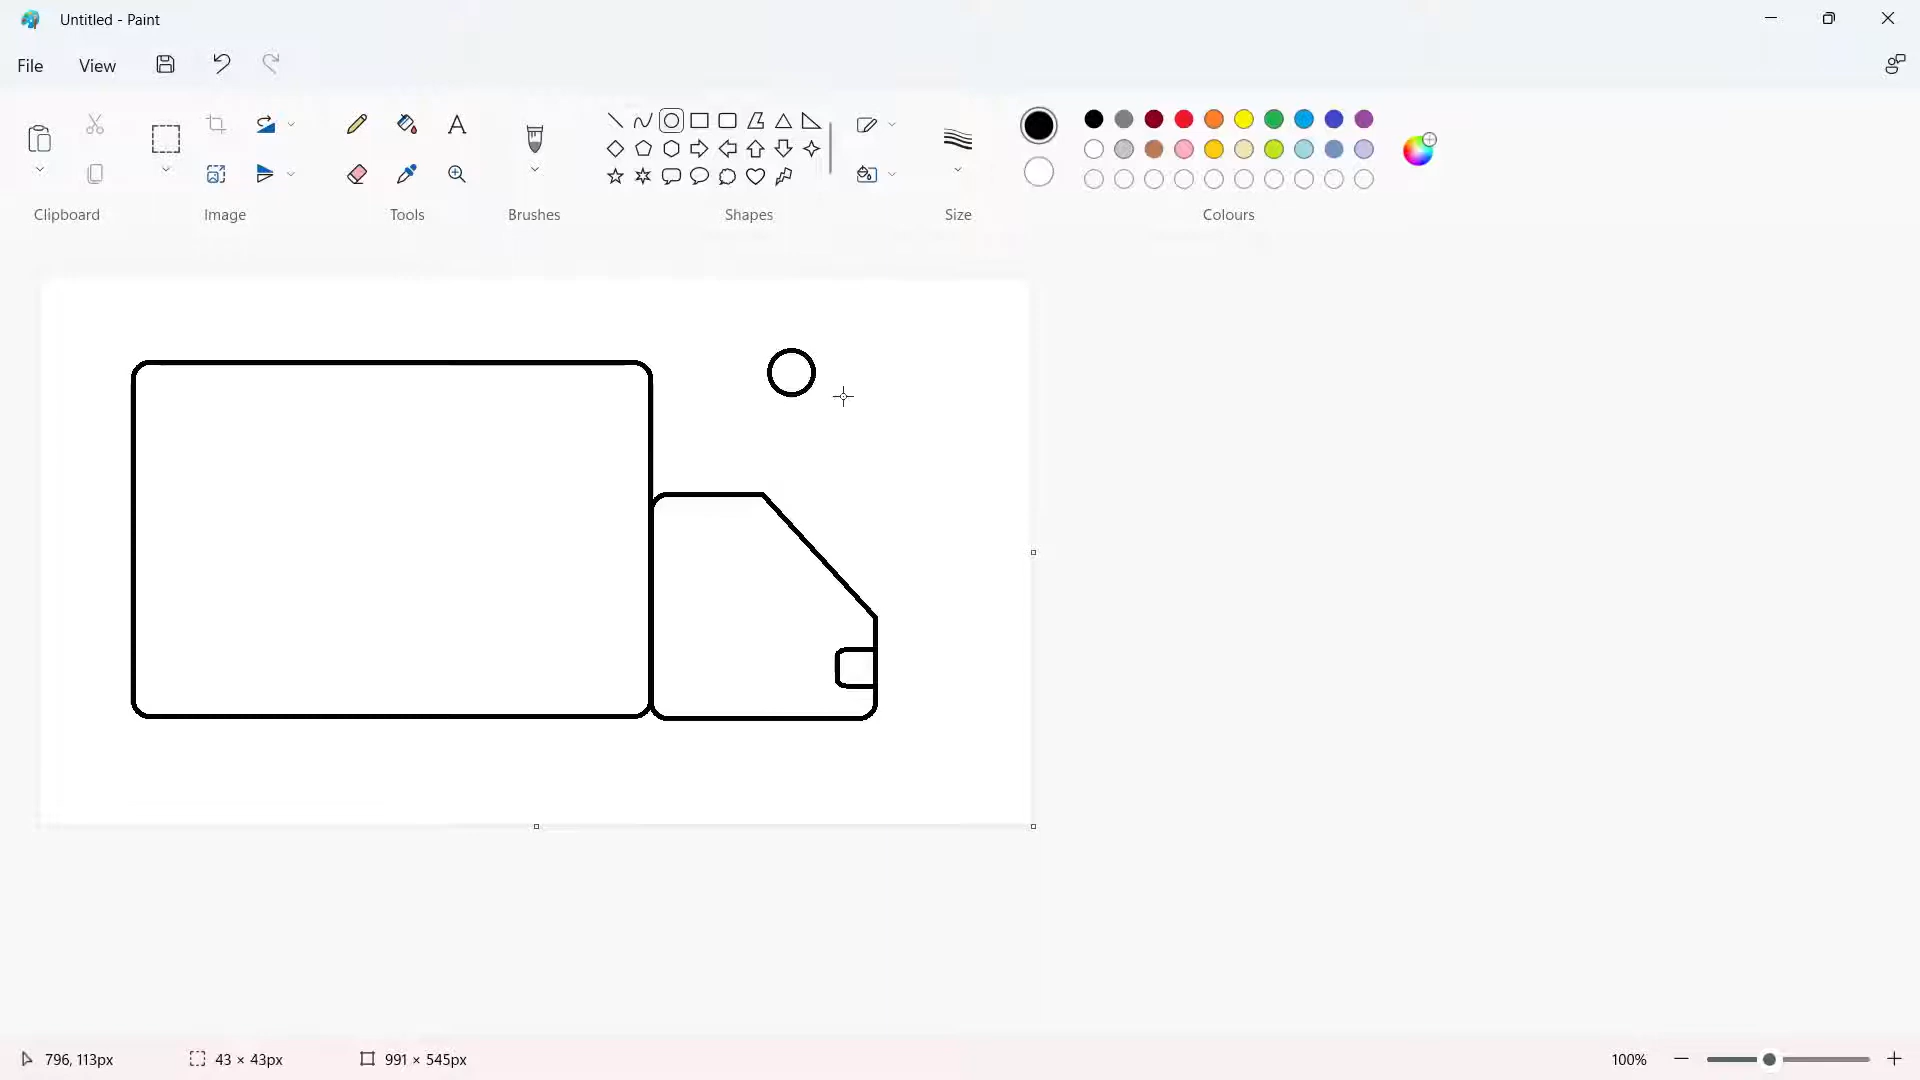 Untitled - Paint
File View
Clipboard Image Tools Brushes Shapes Size Colours
796, 113px 43 × 43px 991 × 545px 100%